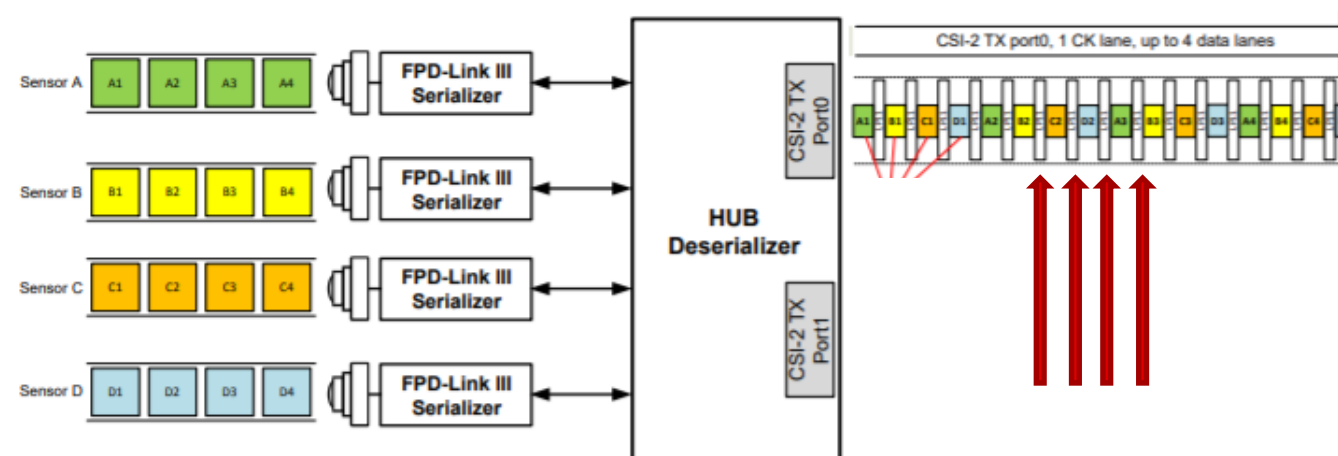 CSI-2 TX port0, 1 CK lane, up to 4 data lanes
Sensor A
A1 A2 A3 A4
FPD-Link III
Serializer
CSI-2 TX
Port0
A1 B1 C1 D1 A2 B2 C2 D2 A3 B3 C3 D3 A4 B4 C4
Sensor B
B1 B2 B3 B4
FPD-Link III
Serializer
HUB
Deserializer
Sensor C
C1 C2 C3 C4
FPD-Link III
Serializer
CSI-2 TX
Port1
Sensor D
D1 D2 D3 D4
FPD-Link III
Serializer